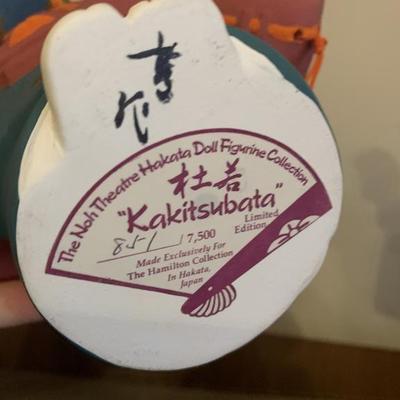 The Noh Theatre Hakata Doll Figurine Collection
杜若
"Kakitsubata"
851/7,500 Limited Edition
Made Exclusively For
The Hamilton Collection
In Hakata,
Japan